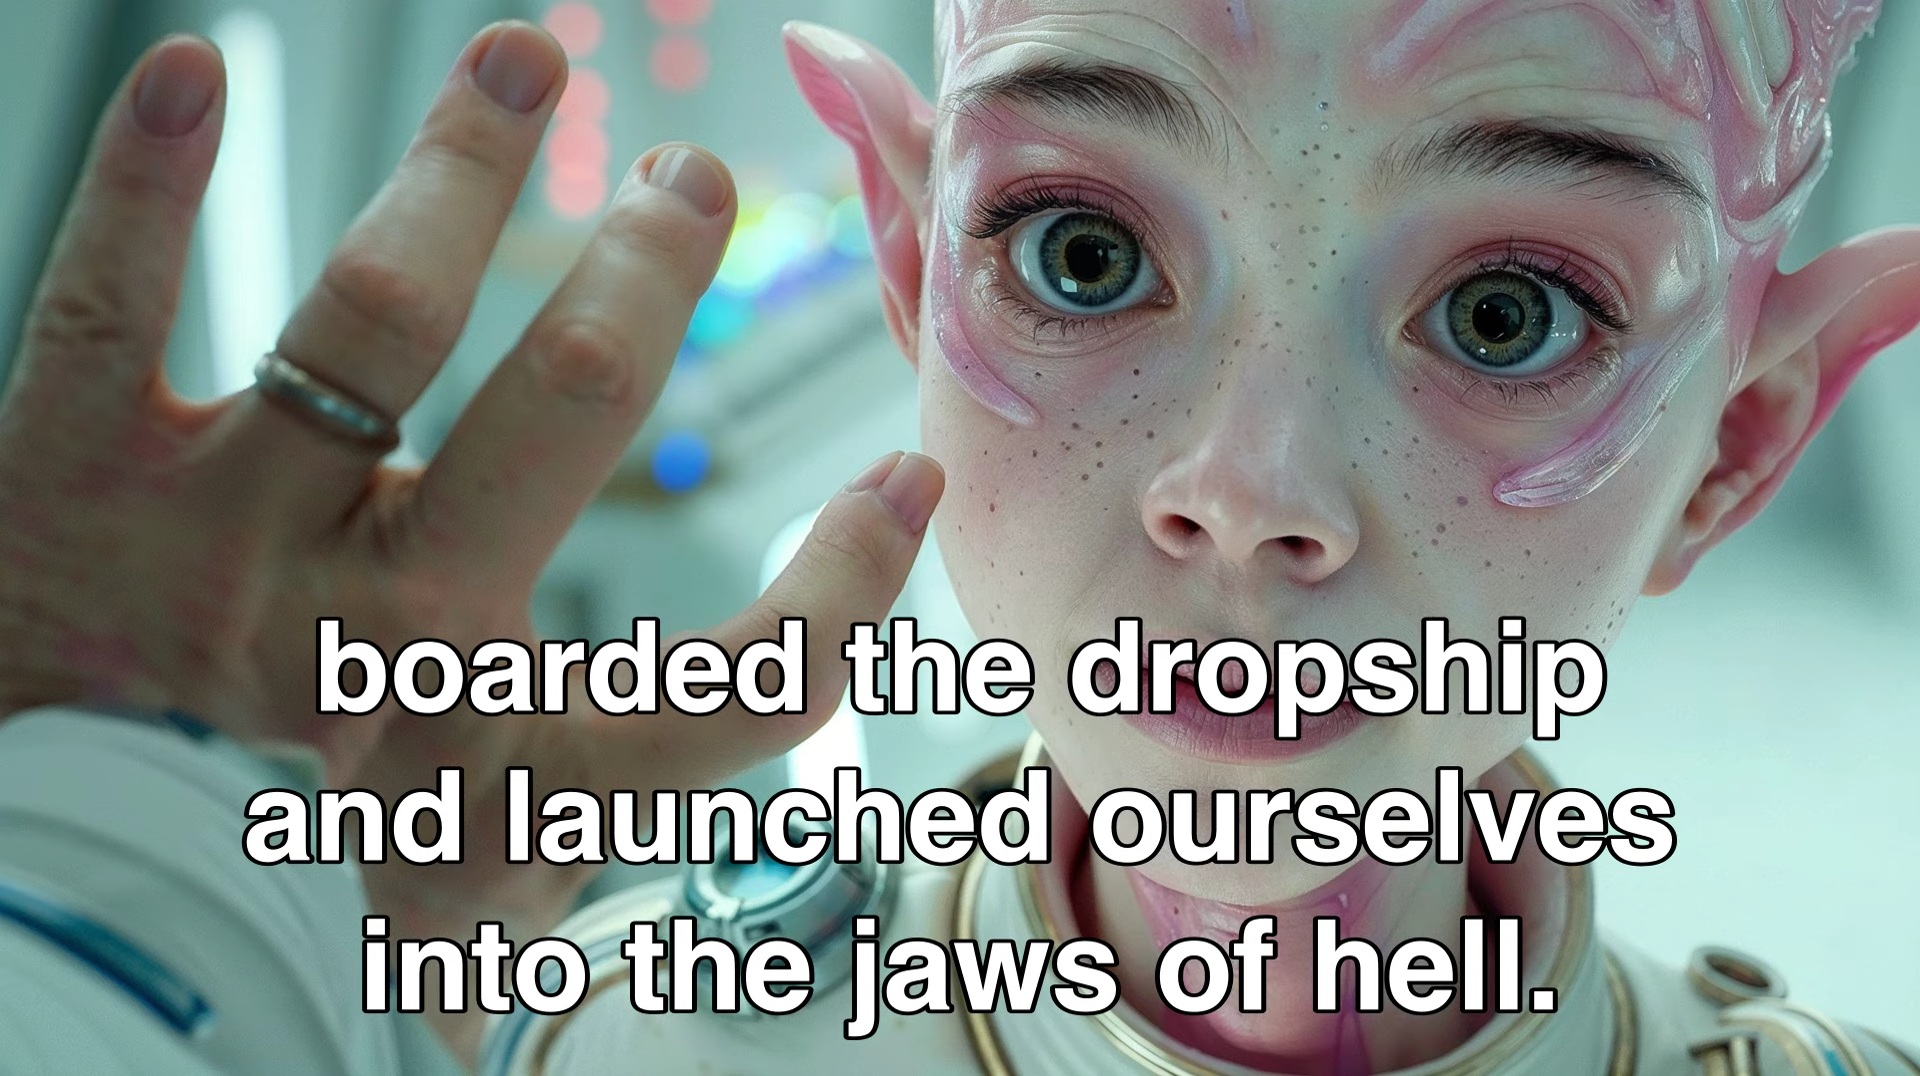 boarded the dropship
and launched ourselves
into the jaws of hell.